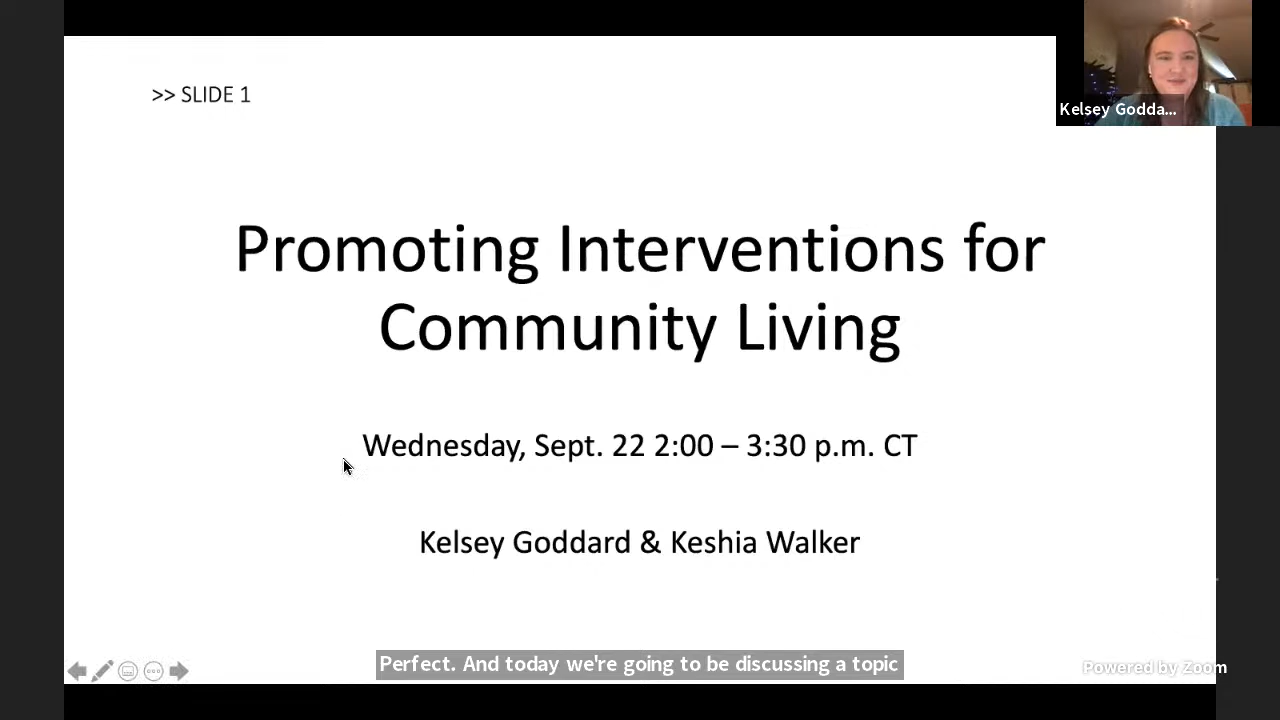 >> SLIDE 1
Kelsey Godda...
Promoting Interventions for
Community Living
Wednesday, Sept. 22 2:00 – 3:30 p.m. CT
Kelsey Goddard & Keshia Walker
Perfect. And today we're going to be discussing a topic
Powered by Zoom